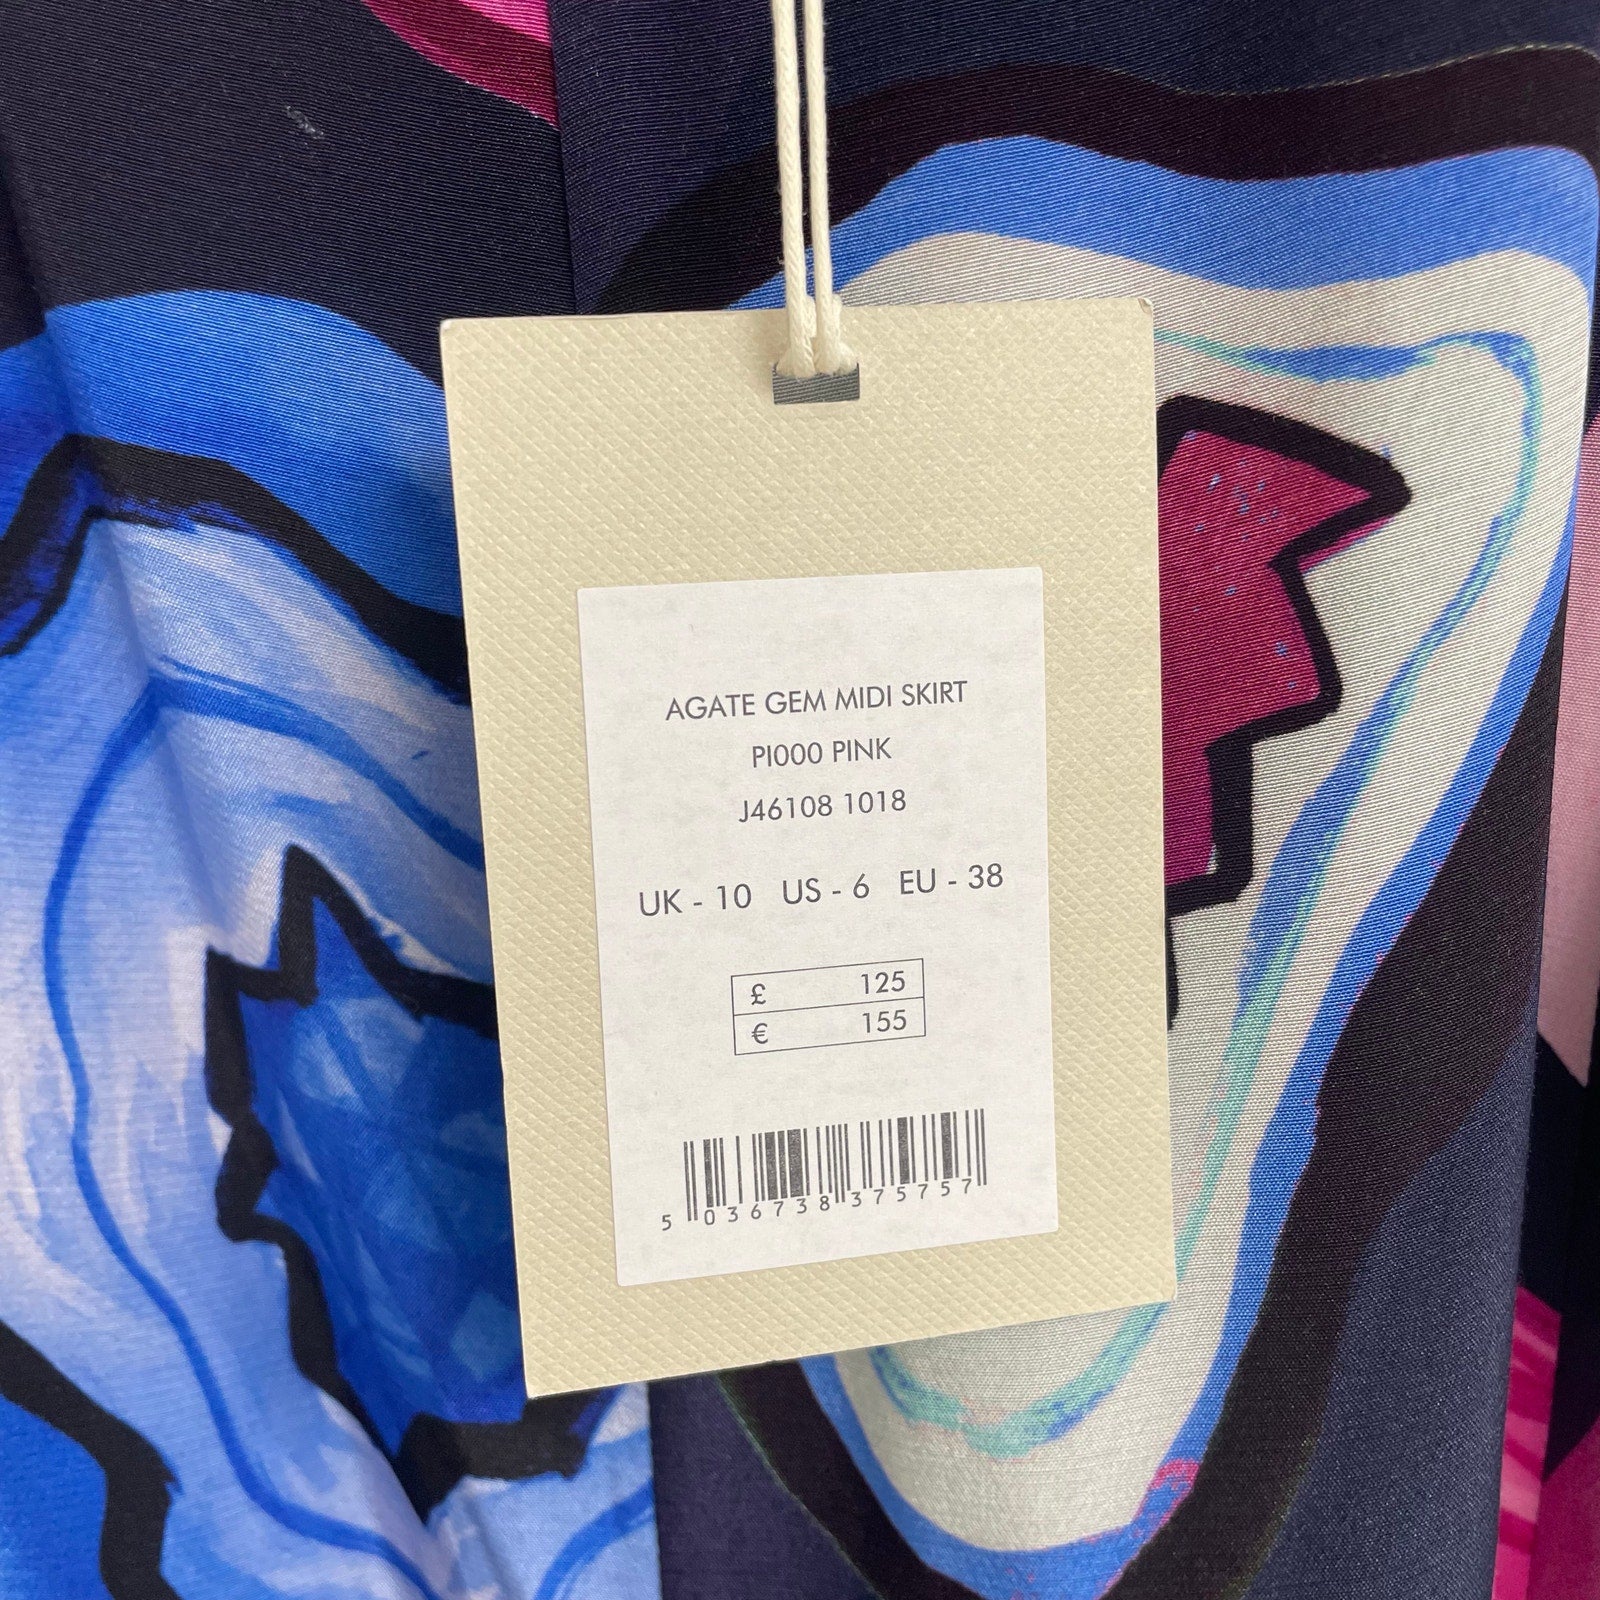 AGATE GEM MIDI SKIRT
PI000 PINK
J46108 1018
UK - 10 US - 6 EU - 38
£ 125
€ 155
5 036738 375757